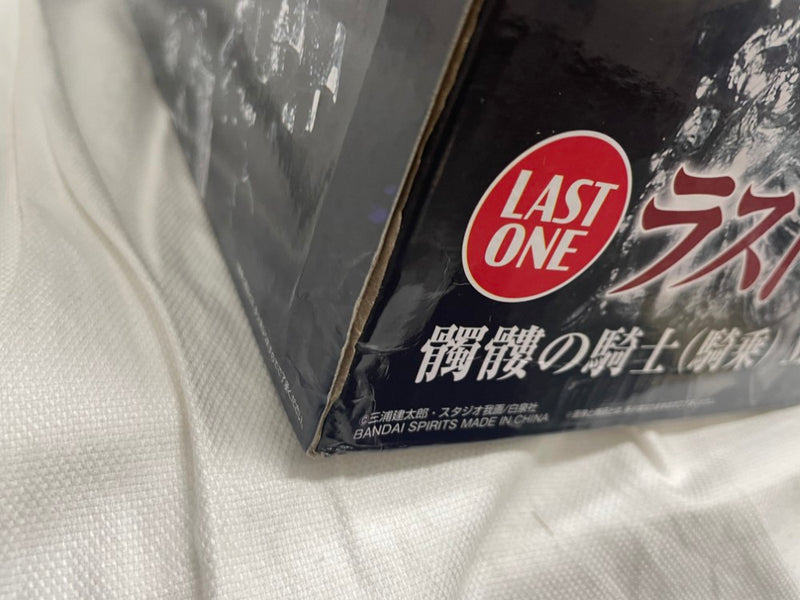 LAST
ONE
ラスト
髑髏の騎士(騎乗)
©三浦建太郎・スタジオ我画/白泉社
BANDAI SPIRITS MADE IN CHINA